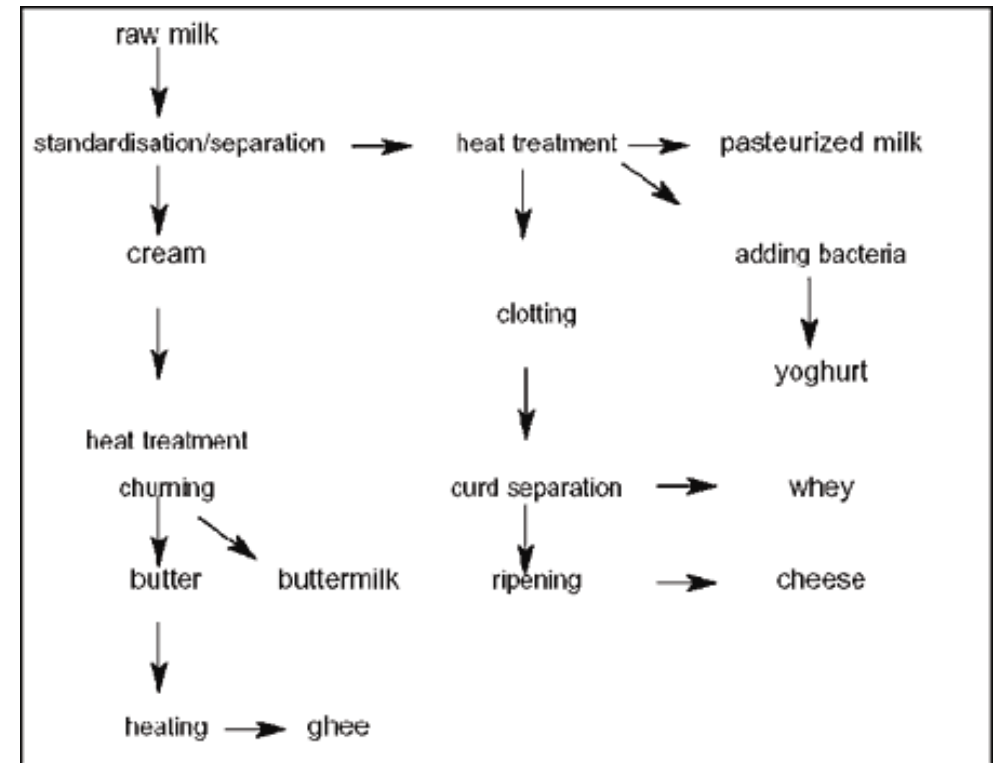 raw milk
standardisation/separation
heat treatment
pasteurized milk
cream
adding bacteria
clotting
yoghurt
heat treatment
churning
curd separation
whey
butter
buttermilk
ripening
cheese
heating
ghee